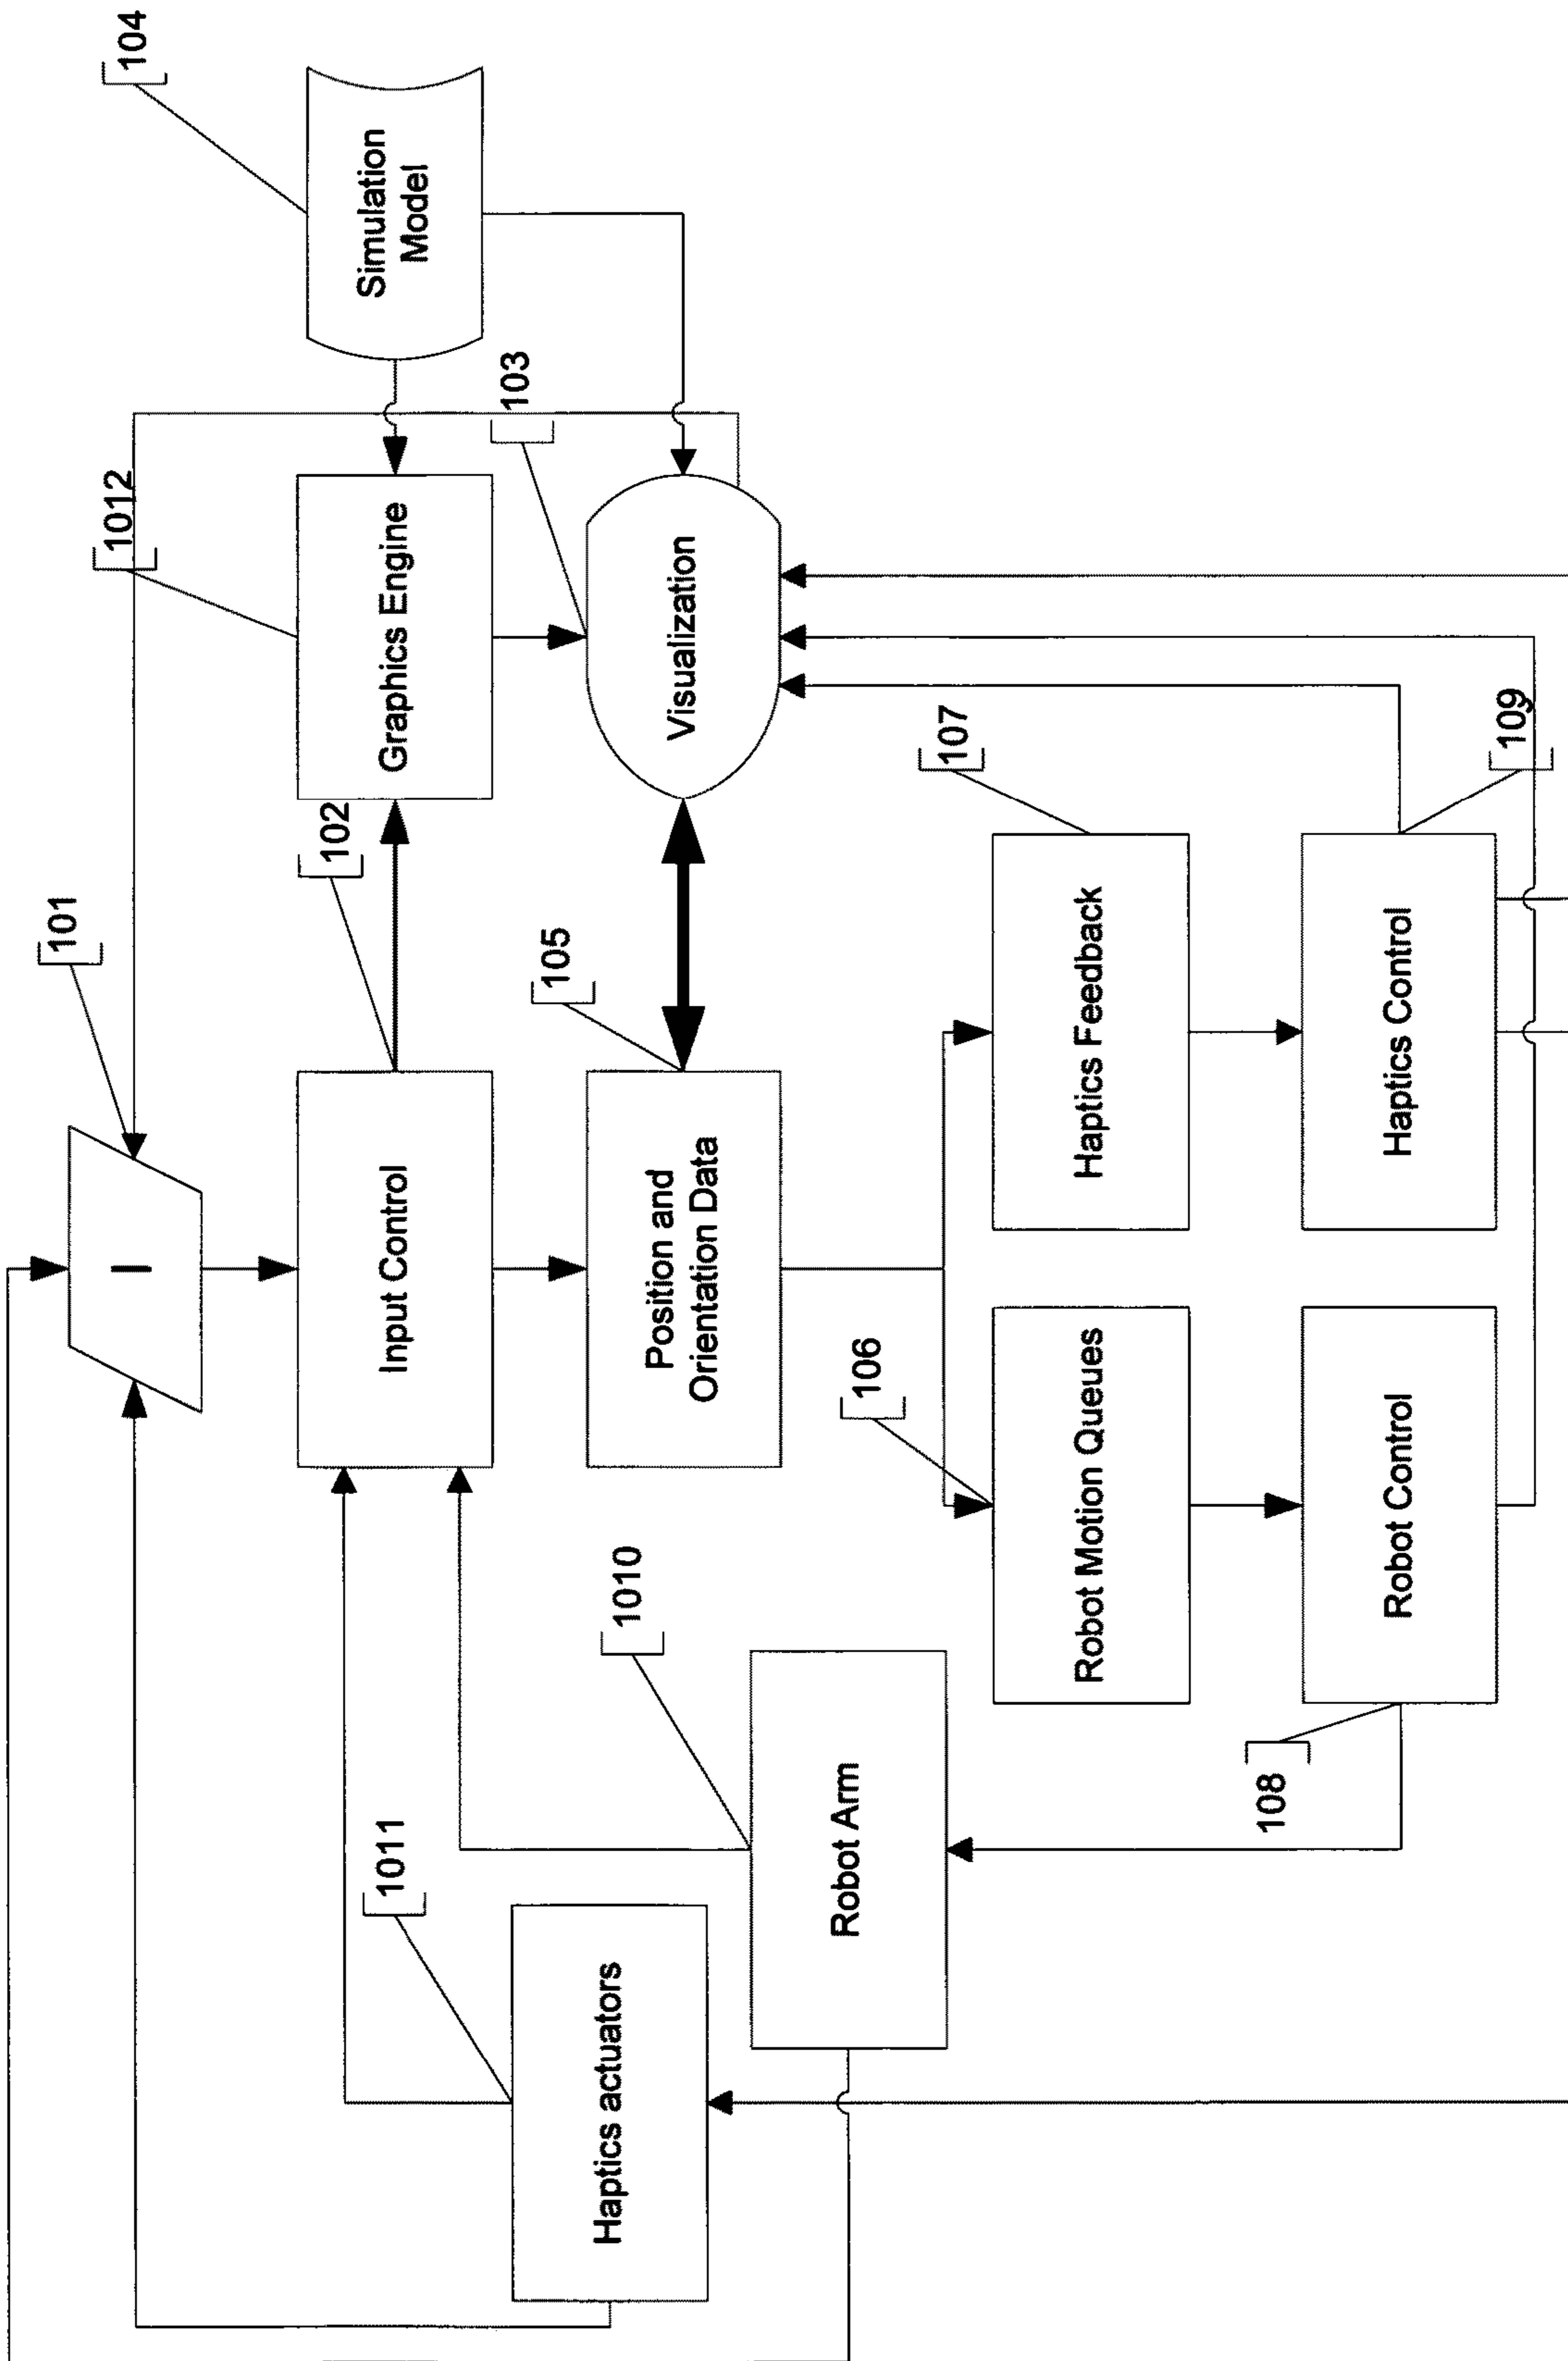 104
Simulation
Model
1012
103
Graphics Engine
Visualization
101
102
105
107
109
I
Input Control
Position and
Orientation Data
Haptics Feedback
Haptics Control
106
Robot Motion Queues
Robot Control
1010
108
1011
Robot Arm
Haptics actuators